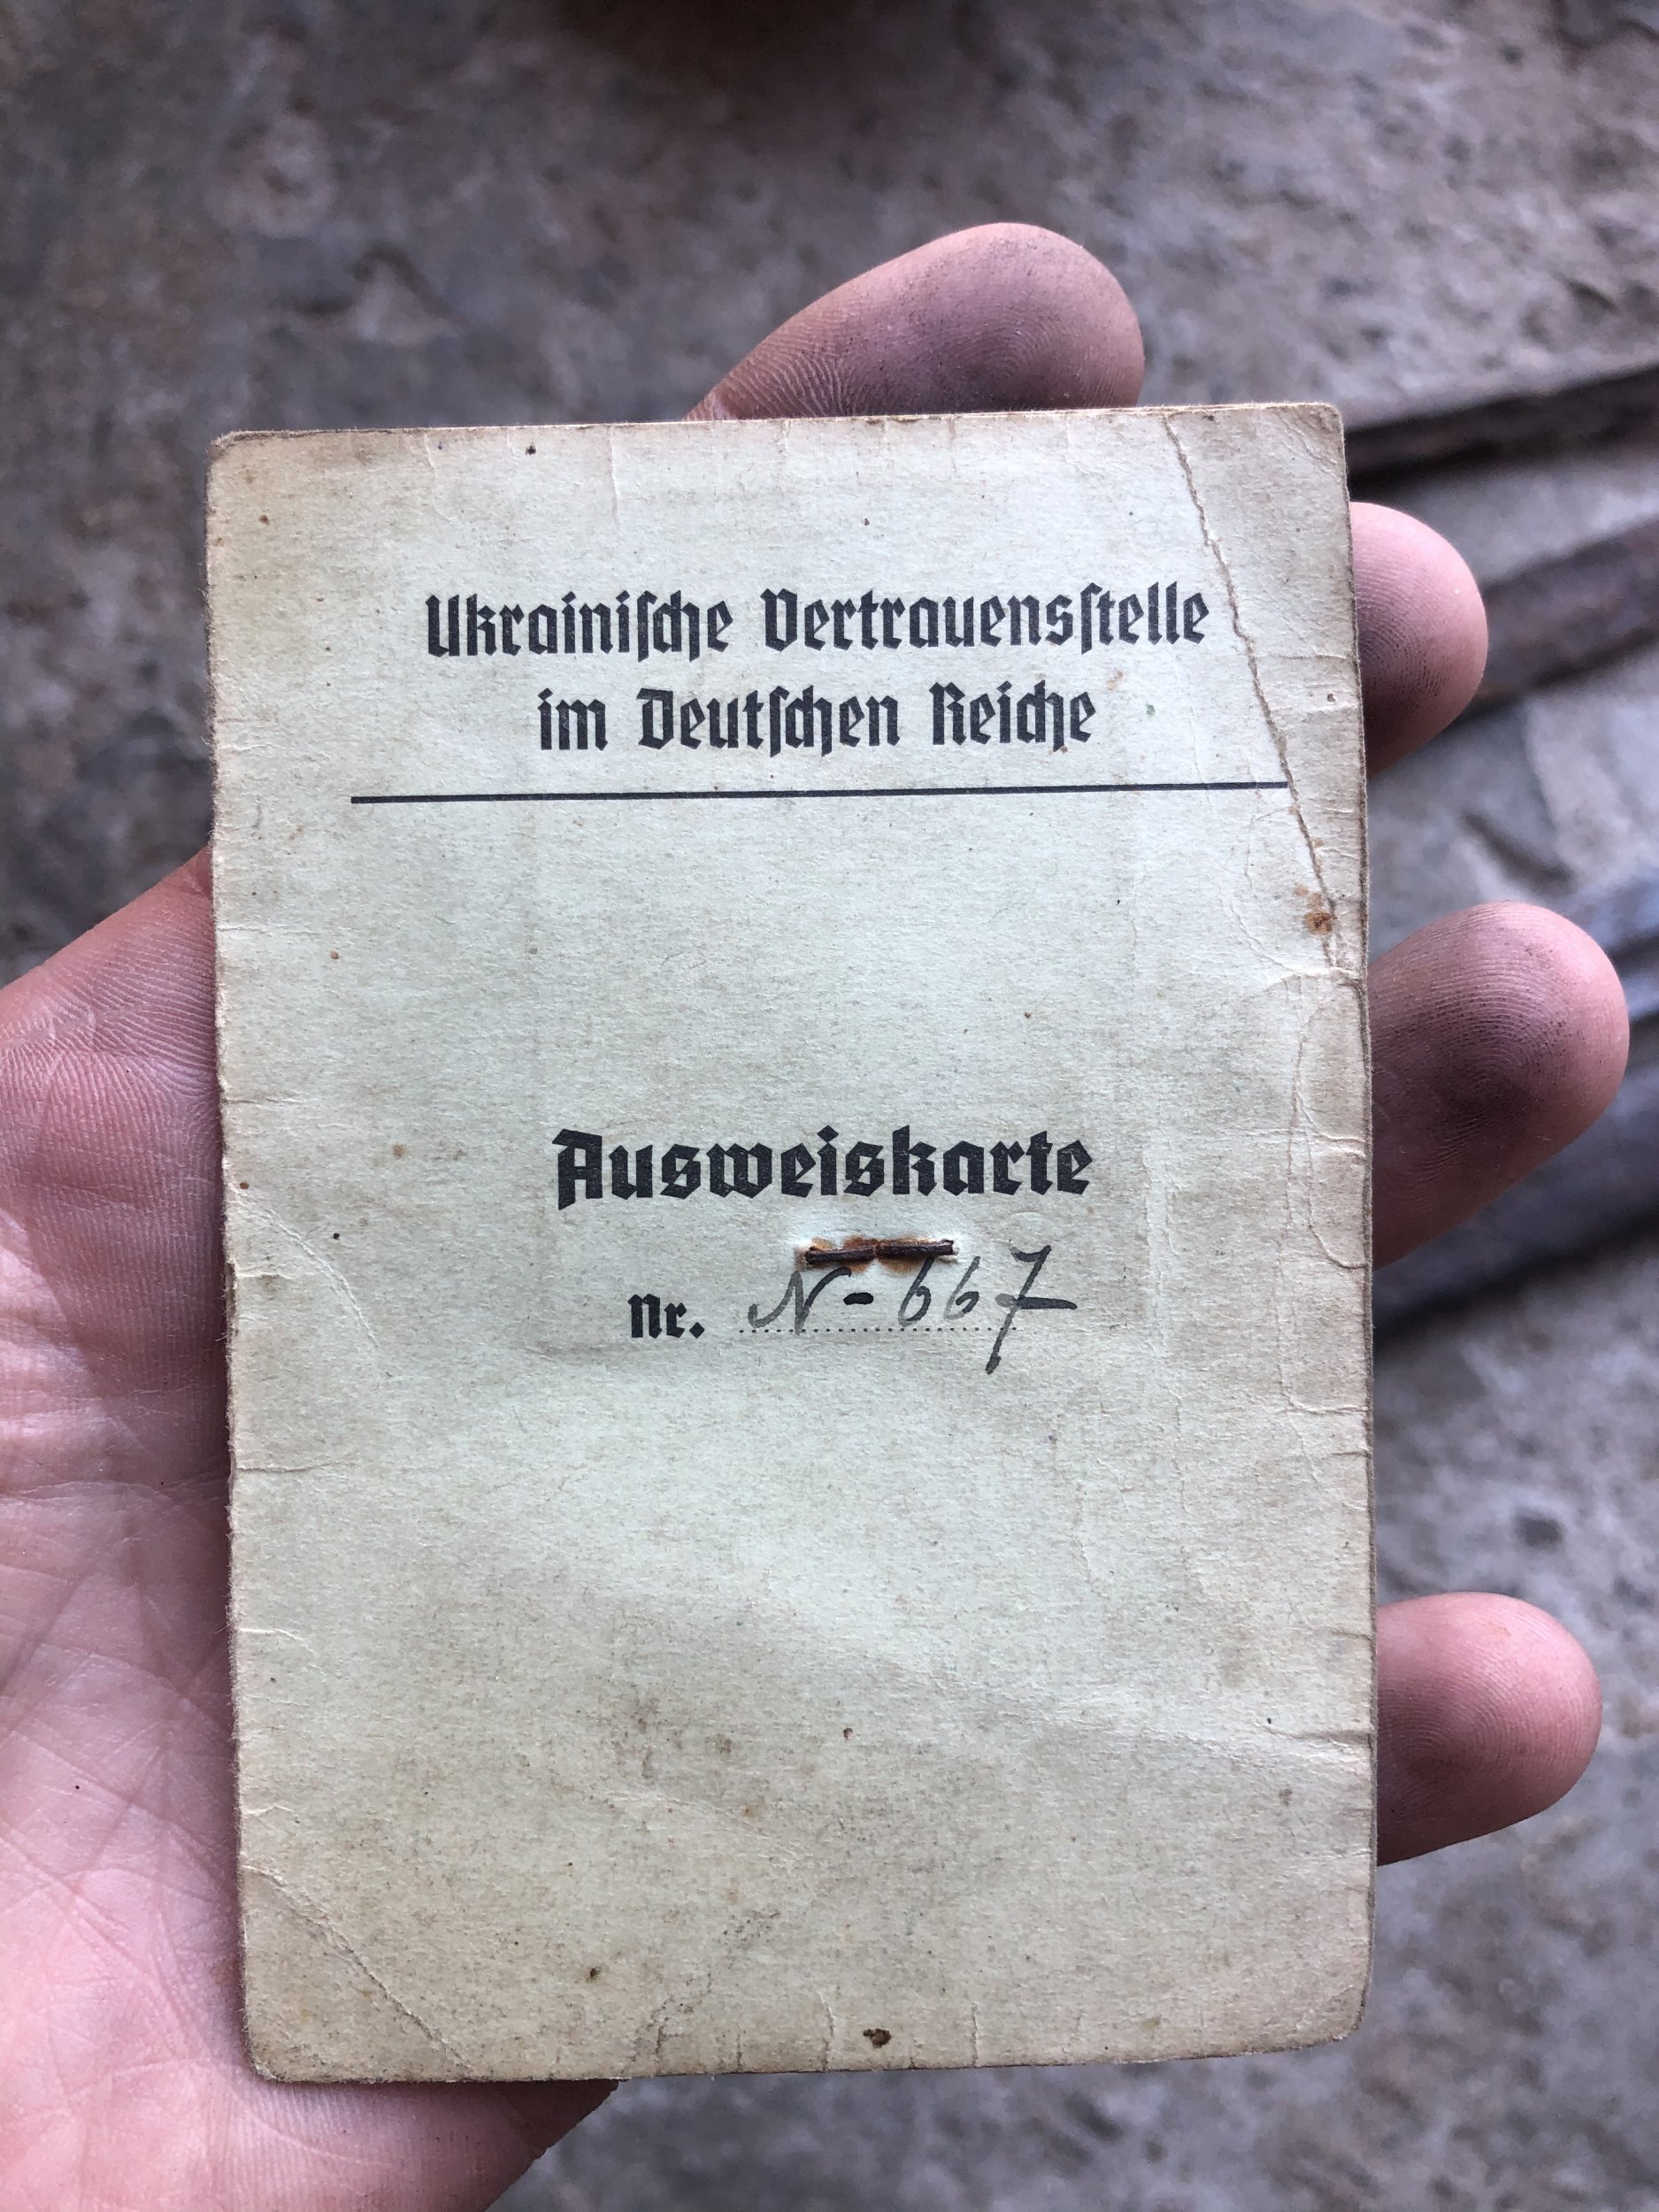 Ukrainische Vertrauensstelle
im Deutschen Reiche
Ausweiskarte
Nr. N-667